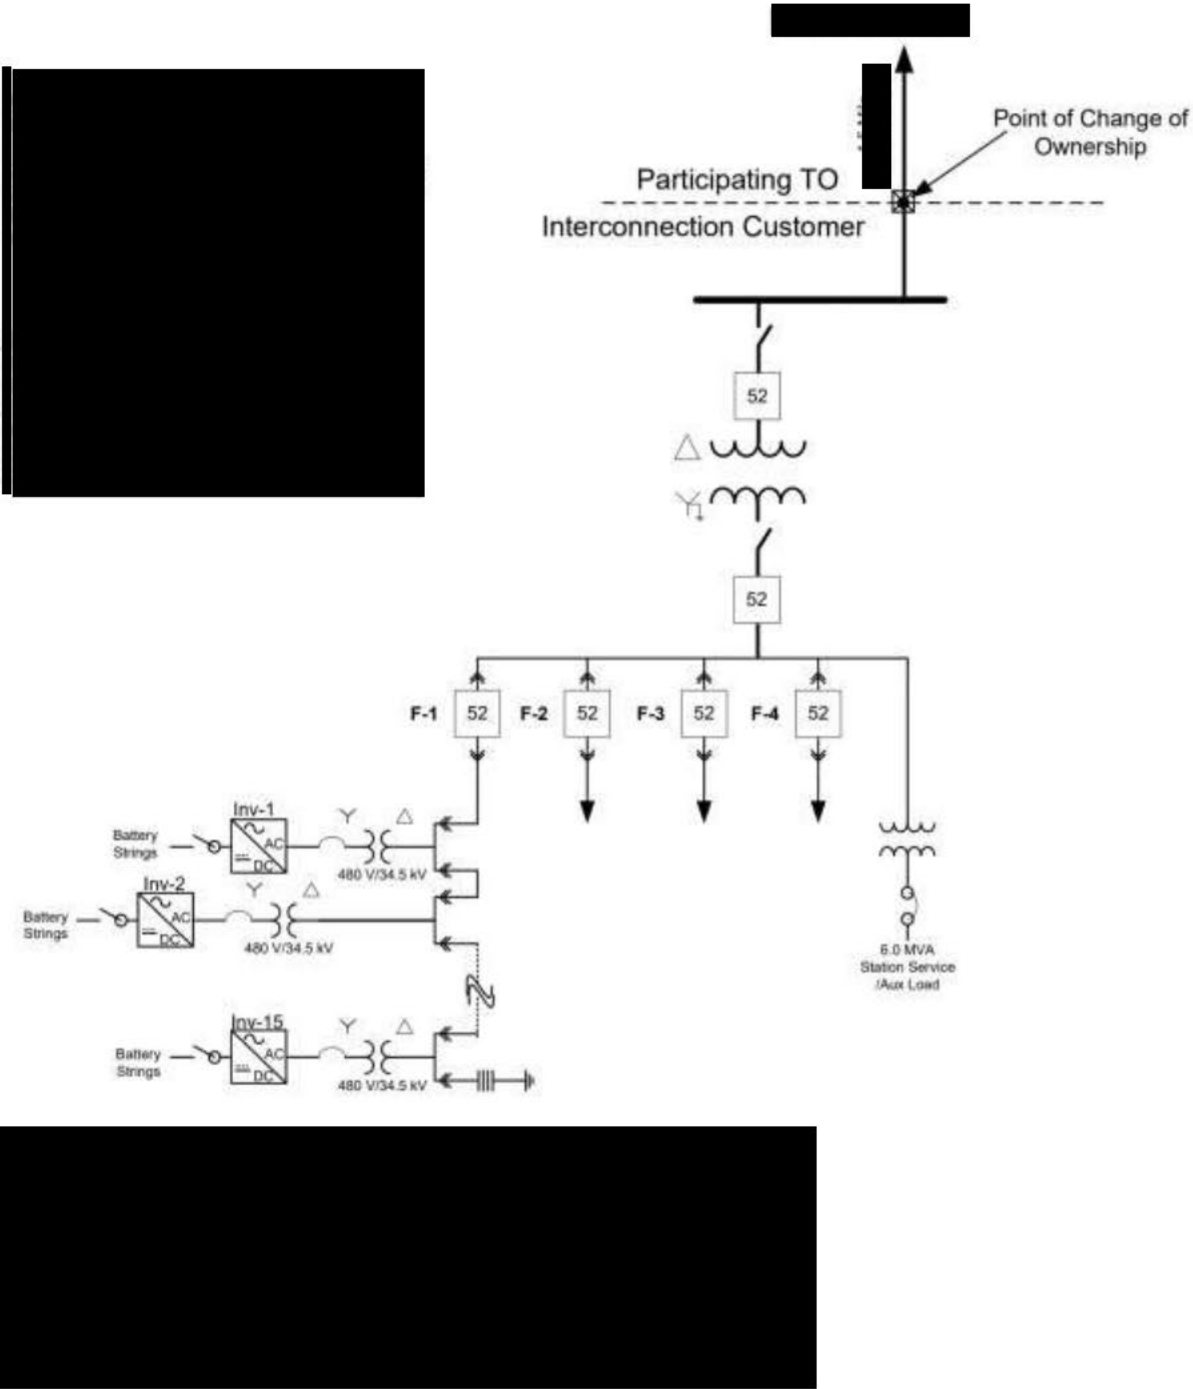 Point of Change of
Ownership
Participating TO
Interconnection Customer
52
52
F-1
52
F-2
52
F-3
52
F-4
52
Inv-1
Battery
Strings
AC
DC
480 V/34.5 kV
Inv-2
Battery
Strings
AC
DC
480 V/34.5 kV
6.0 MVA
Station Service
/Aux Load
Inv-15
Battery
Strings
AC
DC
480 V/34.5 kV